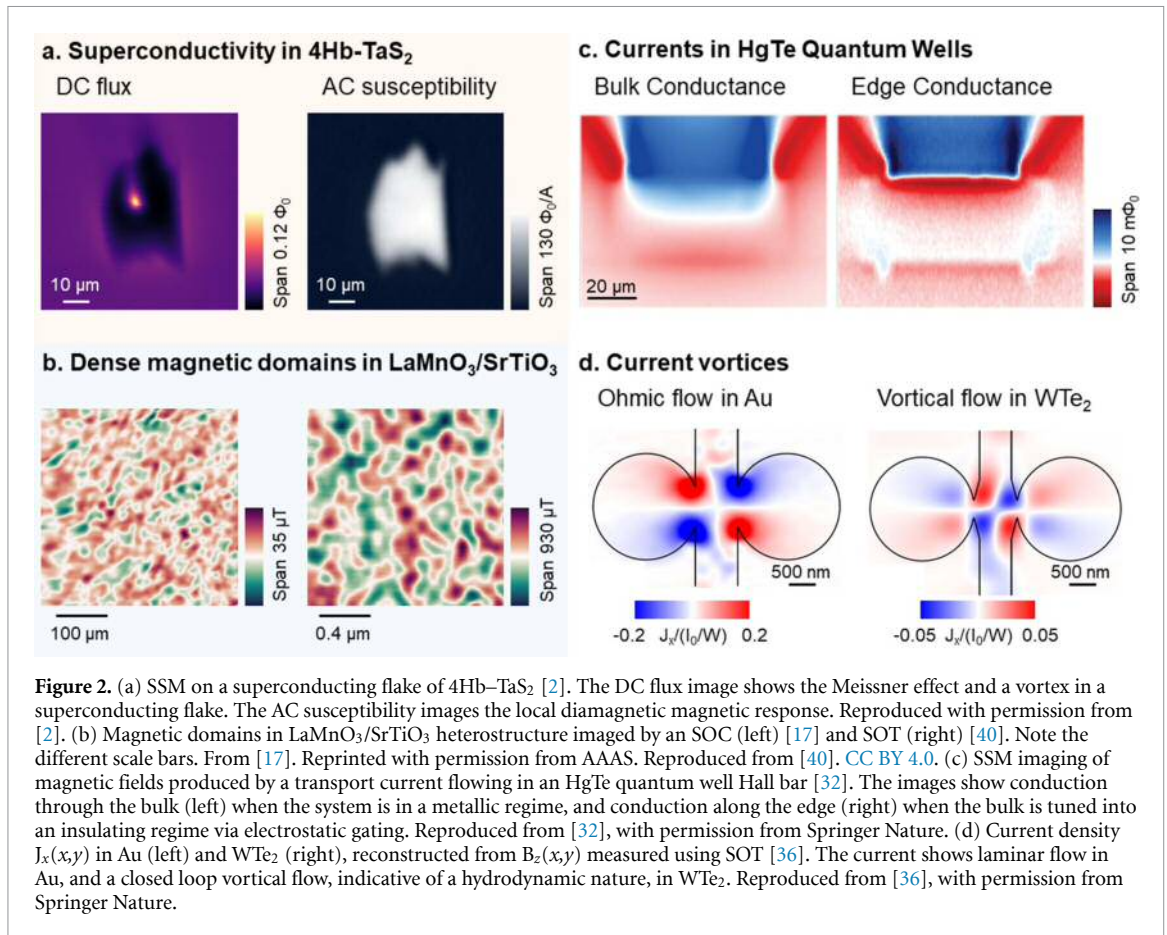 a. Superconductivity in 4Hb-TaS₂
DC flux
AC susceptibility
10 µm
Span 0.12 Φ₀
10 µm
Span 130 Φ₀/A
c. Currents in HgTe Quantum Wells
Bulk Conductance
Edge Conductance
20 µm
Span 10 mΦ₀
b. Dense magnetic domains in LaMnO₃/SrTiO₃
100 µm
Span 35 µT
0.4 µm
Span 930 µT
d. Current vortices
Ohmic flow in Au
Vortical flow in WTe₂
500 nm
500 nm
-0.2 Jₓ/(I₀/W) 0.2
-0.05 Jₓ/(I₀/W) 0.05
Figure 2. (a) SSM on a superconducting flake of 4Hb–TaS₂ [2]. The DC flux image shows the Meissner effect and a vortex in a
superconducting flake. The AC susceptibility images the local diamagnetic magnetic response. Reproduced with permission from
[2]. (b) Magnetic domains in LaMnO₃/SrTiO₃ heterostructure imaged by an SOC (left) [17] and SOT (right) [40]. Note the
different scale bars. From [17]. Reprinted with permission from AAAS. Reproduced from [40]. CC BY 4.0. (c) SSM imaging of
magnetic fields produced by a transport current flowing in an HgTe quantum well Hall bar [32]. The images show conduction
through the bulk (left) when the system is in a metallic regime, and conduction along the edge (right) when the bulk is tuned into
an insulating regime via electrostatic gating. Reproduced from [32], with permission from Springer Nature. (d) Current density
Jₓ(x,y) in Au (left) and WTe₂ (right), reconstructed from B_z(x,y) measured using SOT [36]. The current shows laminar flow in
Au, and a closed loop vortical flow, indicative of a hydrodynamic nature, in WTe₂. Reproduced from [36], with permission from
Springer Nature.